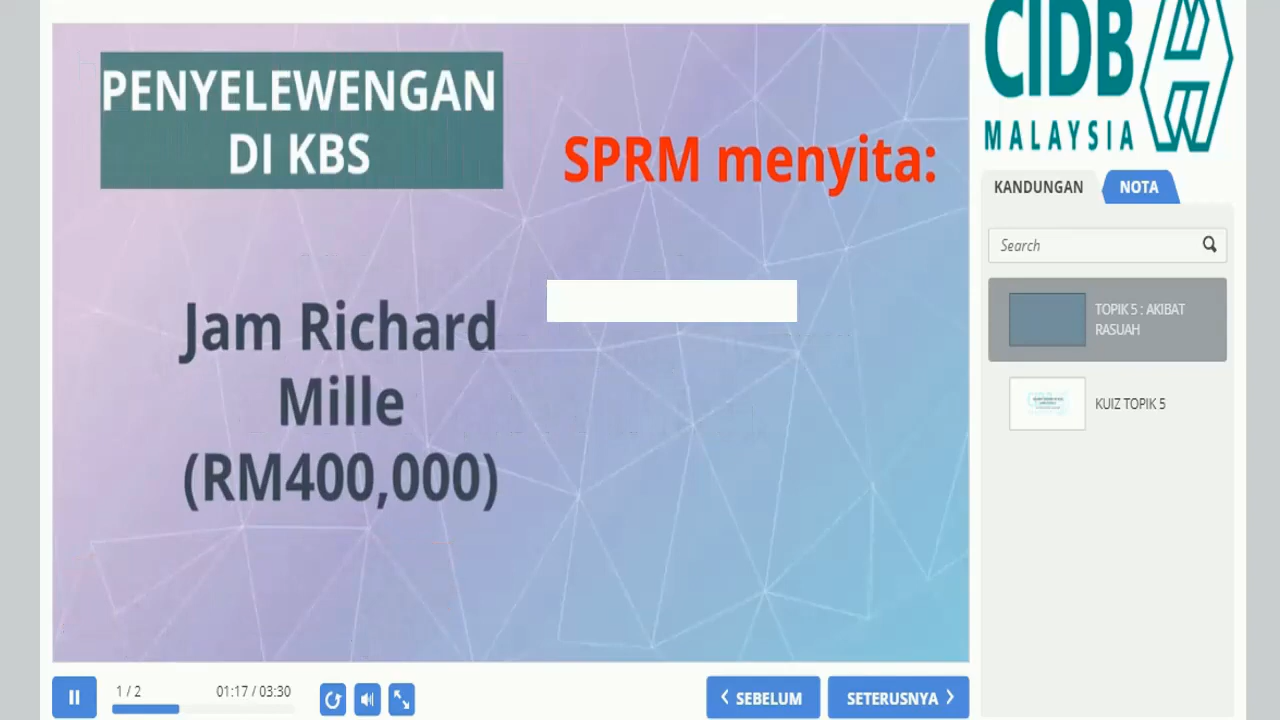 PENYELEWENGAN
DI KBS
SPRM menyita:
Jam Richard
Mille
(RM400,000)
CIDB
MALAYSIA
KANDUNGAN
NOTA
Search
TOPIK 5 : AKIBAT
RASUAH
KUIZ TOPIK 5
1 / 2
01:17 / 03:30
SEBELUM
SETERUSNYA